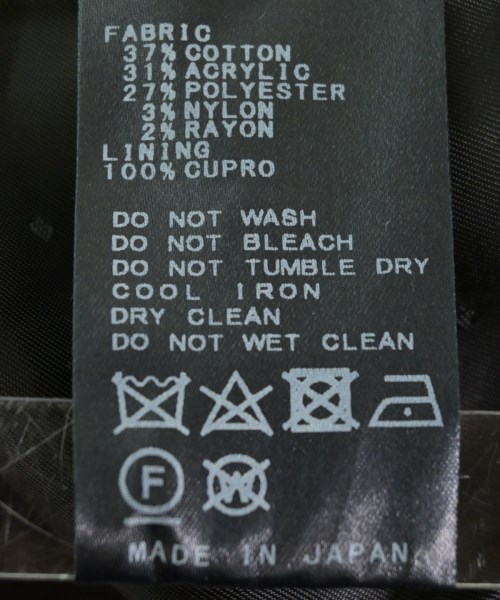 FABRIC
37% COTTON
31% ACRYLIC
27% POLYESTER
3% NYLON
2% RAYON
LINING
100% CUPRO
DO NOT WASH
DO NOT BLEACH
DO NOT TUMBLE DRY
COOL IRON
DRY CLEAN
DO NOT WET CLEAN
F W
MADE IN JAPAN